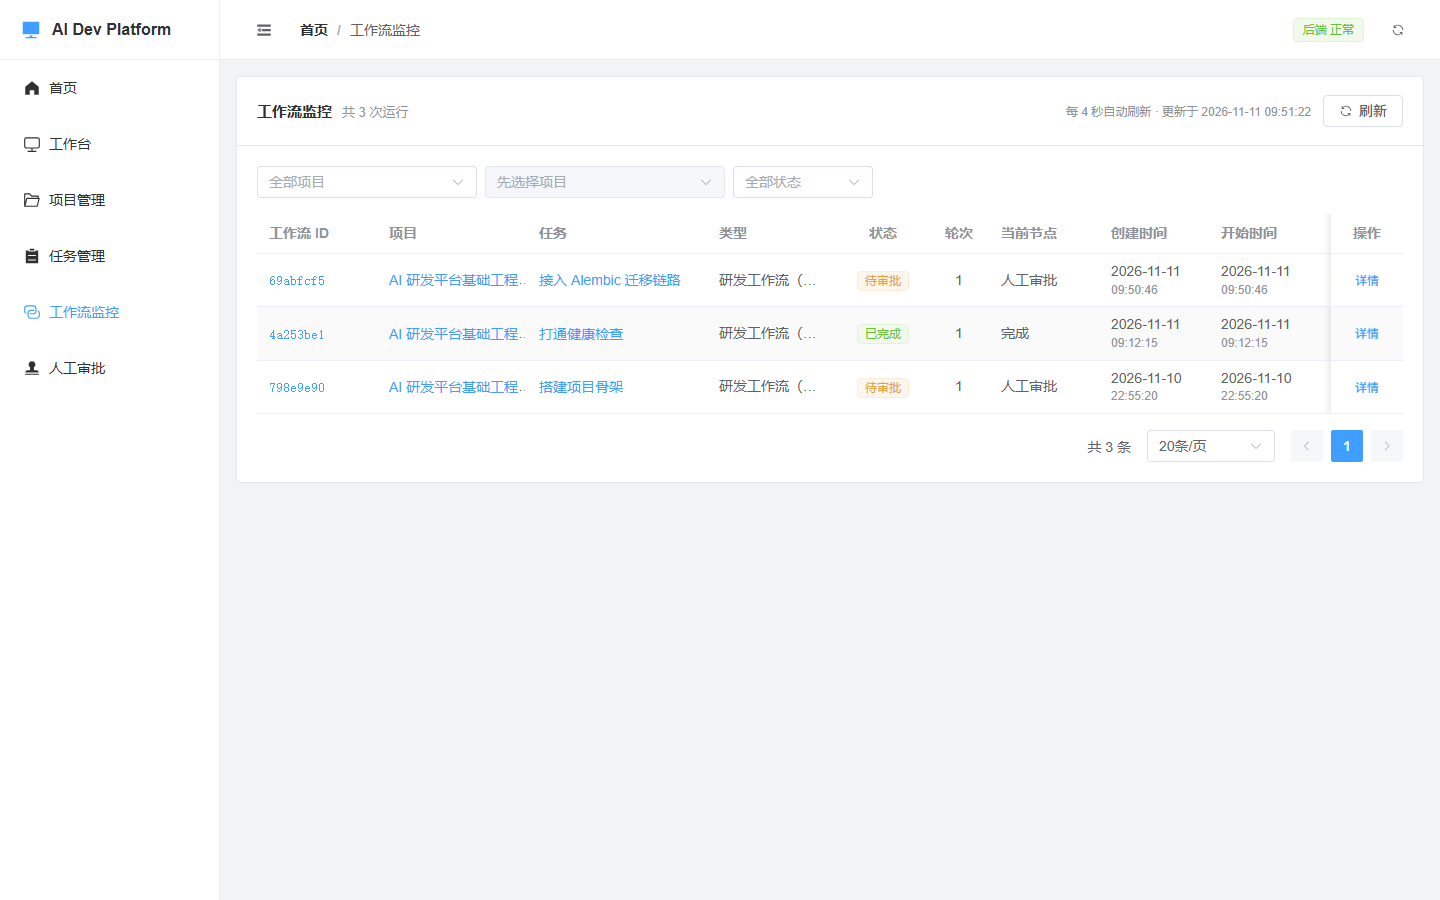 AI Dev Platform
首页 / 工作流监控
后端 正常
首页
工作台
项目管理
任务管理
工作流监控
人工审批
工作流监控 共 3 次运行
每 4 秒自动刷新 · 更新于 2026-11-11 09:51:22
刷新
全部项目 先选择项目 全部状态
工作流 ID 项目 任务 类型 状态 轮次 当前节点 创建时间 开始时间 操作
69abfcf5 AI 研发平台基础工程.. 接入 Alembic 迁移链路 研发工作流（... 待审批 1 人工审批 2026-11-11 09:50:46 2026-11-11 09:50:46 详情
4a253be1 AI 研发平台基础工程.. 打通健康检查 研发工作流（... 已完成 1 完成 2026-11-11 09:12:15 2026-11-11 09:12:15 详情
798e9e90 AI 研发平台基础工程.. 搭建项目骨架 研发工作流（... 待审批 1 人工审批 2026-11-10 22:55:20 2026-11-10 22:55:20 详情
共 3 条 20条/页 1